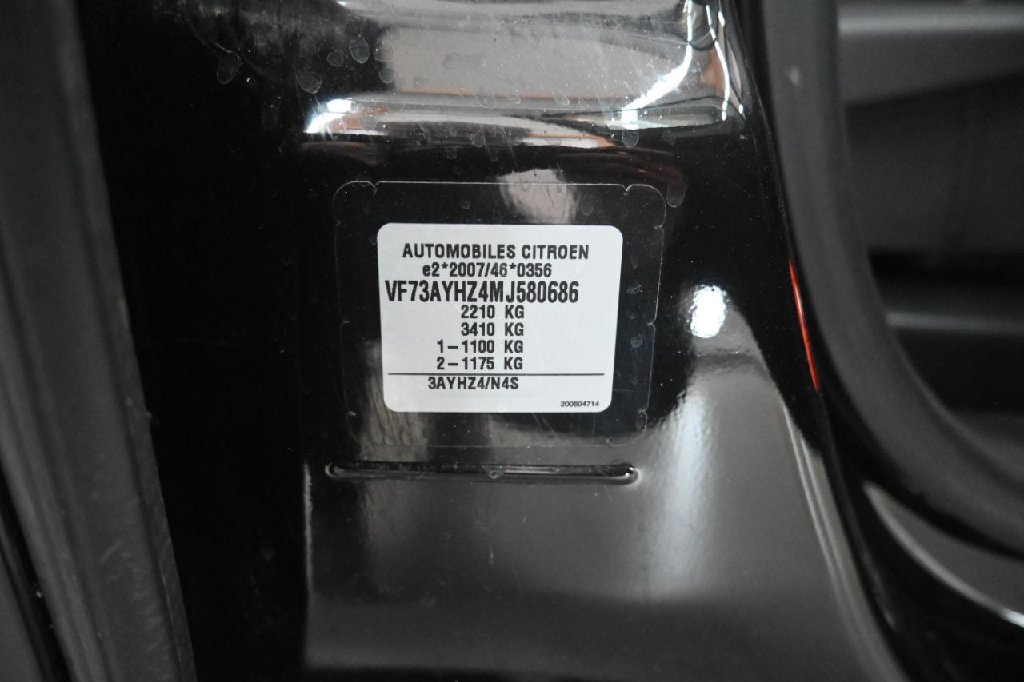 AUTOMOBILES CITROEN
e2*2007/46*0356
VF73AYHZ4MJ580686
2210 KG
3410 KG
1-1100 KG
2-1175 KG
3AYHZ4/N4S
200804714